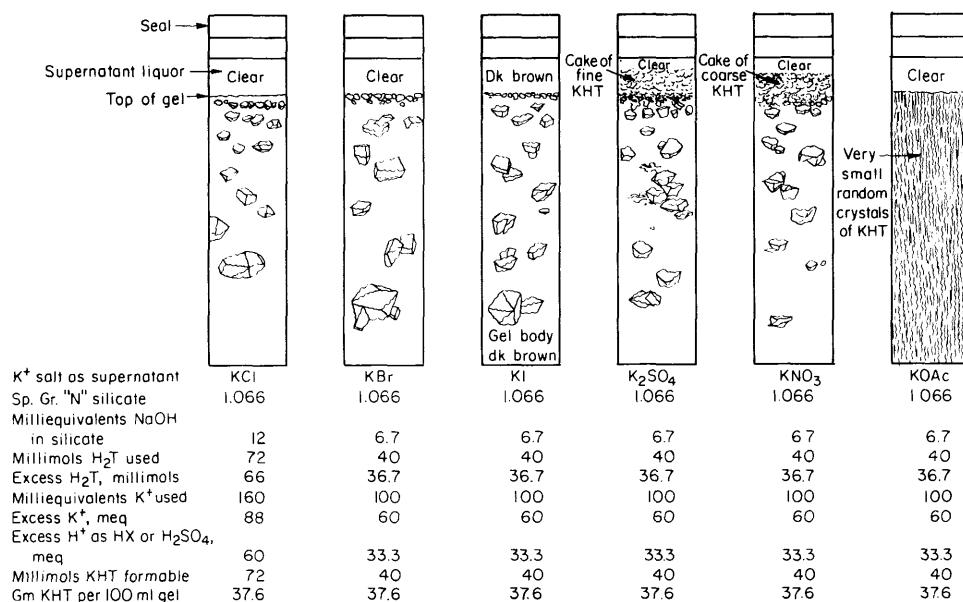 Seal
Supernatant liquor
Top of gel
Clear
Clear
Dk brown
Cake of
fine
KHT
Clear
Cake of
coarse
KHT
Clear
Clear
Very
small
random
crystals
of KHT
Gel body
dk brown
K+ salt as supernatant KCl KBr KI K2SO4 KNO3 KOAc
Sp. Gr. "N" silicate 1.066 1.066 1.066 1.066 1.066 1 066
Milliequivalents NaOH
in silicate 12 6.7 6.7 6.7 6 7 6.7
Millimols H2T used 72 40 40 40 40 40
Excess H2T, millimols 66 36.7 36.7 36.7 36.7 36.7
Milliequivalents K+ used 160 100 100 100 100 100
Excess K+, meq 88 60 60 60 60 60
Excess H+ as HX or H2SO4,
meq 60 33.3 33.3 33.3 33.3 33.3
Millimols KHT formable 72 40 40 40 40 40
Gm KHT per 100 ml gel 37.6 37.6 37.6 37.6 37.6 37.6